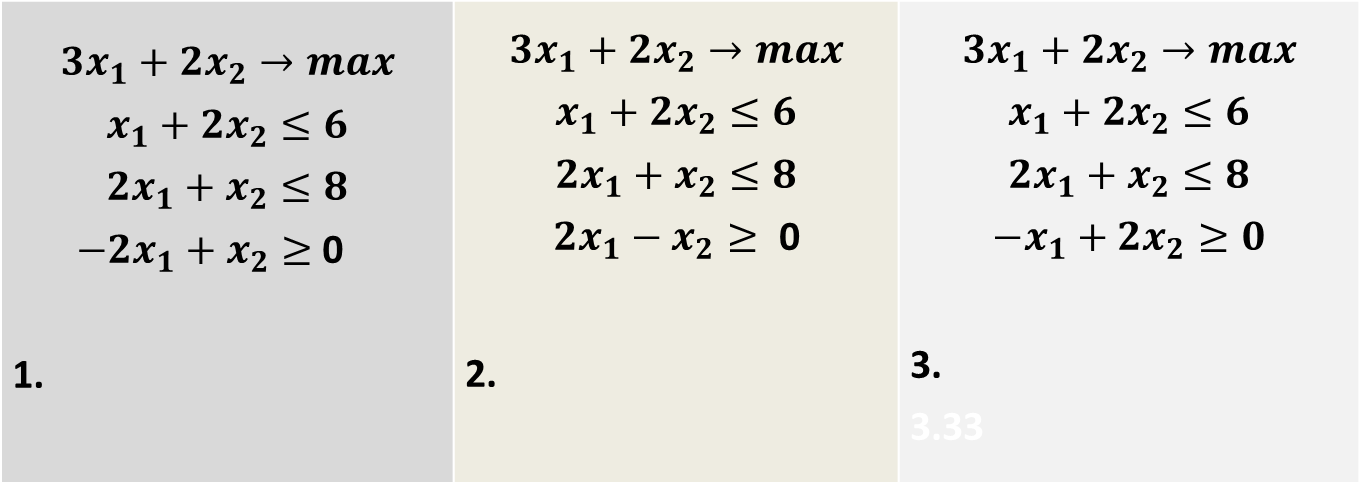 3x₁ + 2x₂ → max
x₁ + 2x₂ ≤ 6
2x₁ + x₂ ≤ 8
−2x₁ + x₂ ≥ 0
1.
3x₁ + 2x₂ → max
x₁ + 2x₂ ≤ 6
2x₁ + x₂ ≤ 8
2x₁ − x₂ ≥ 0
2.
3x₁ + 2x₂ → max
x₁ + 2x₂ ≤ 6
2x₁ + x₂ ≤ 8
−x₁ + 2x₂ ≥ 0
3.
3.33